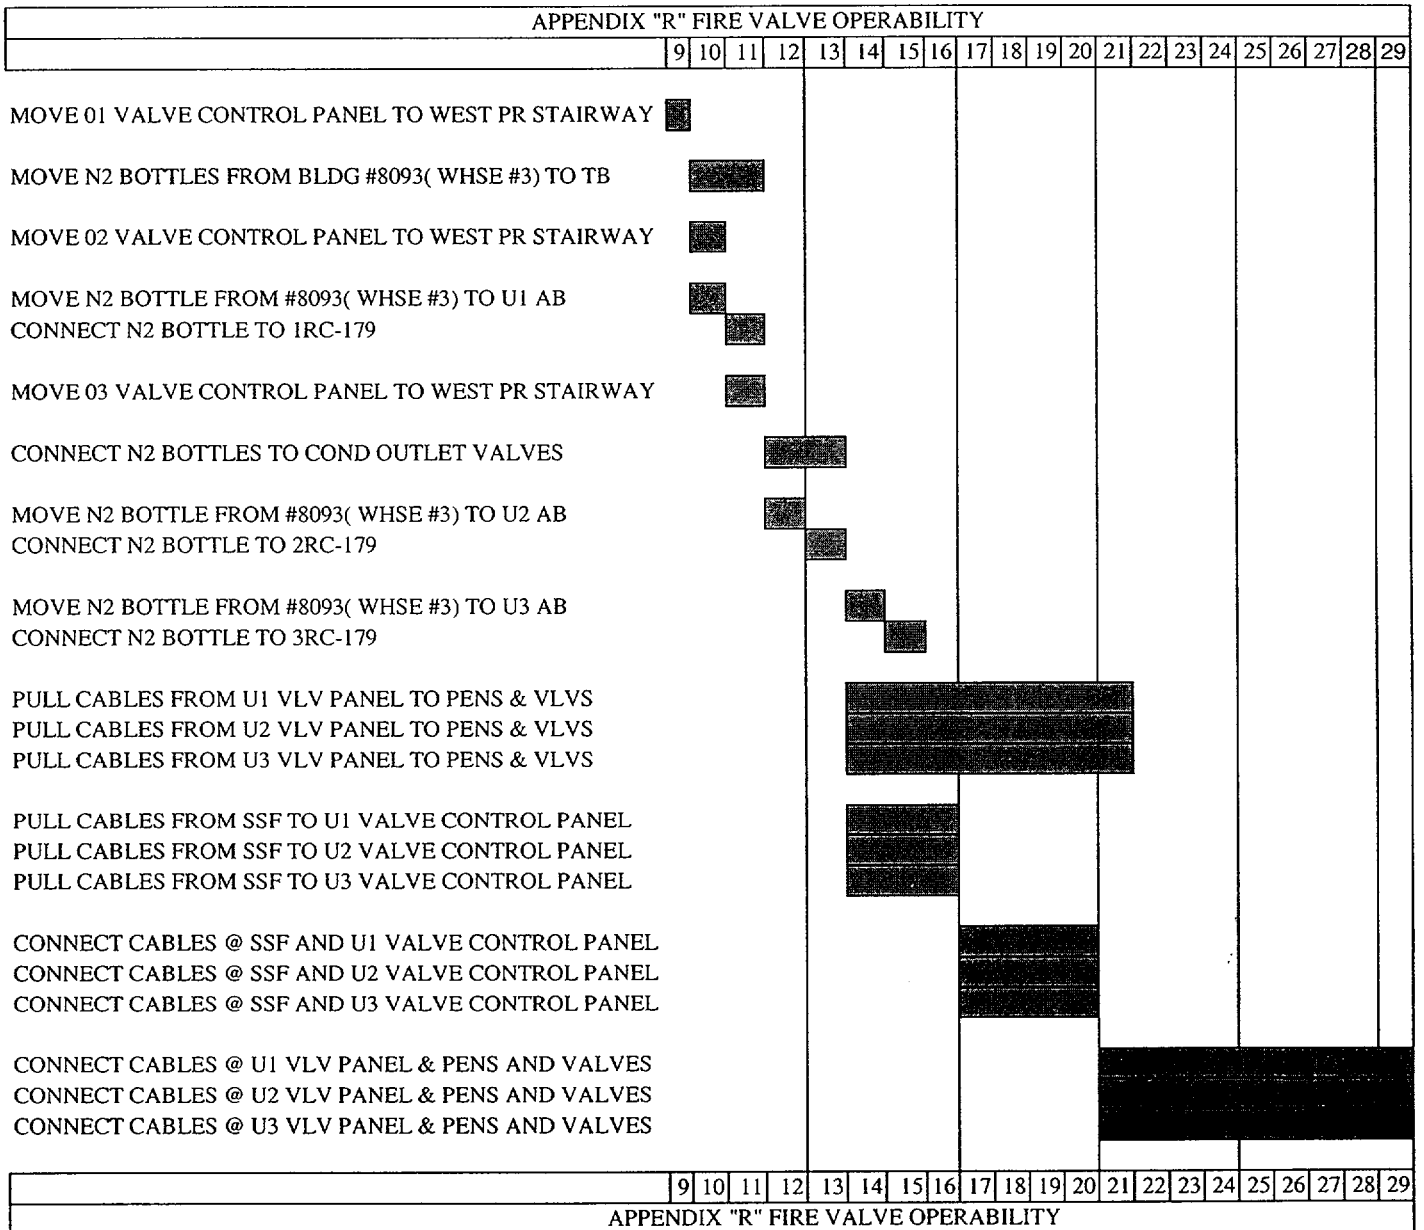 APPENDIX "R" FIRE VALVE OPERABILITY
9 10 11 12 13 14 15 16 17 18 19 20 21 22 23 24 25 26 27 28 29
MOVE 01 VALVE CONTROL PANEL TO WEST PR STAIRWAY
MOVE N2 BOTTLES FROM BLDG #8093( WHSE #3) TO TB
MOVE 02 VALVE CONTROL PANEL TO WEST PR STAIRWAY
MOVE N2 BOTTLE FROM #8093( WHSE #3) TO U1 AB
CONNECT N2 BOTTLE TO 1RC-179
MOVE 03 VALVE CONTROL PANEL TO WEST PR STAIRWAY
CONNECT N2 BOTTLES TO COND OUTLET VALVES
MOVE N2 BOTTLE FROM #8093( WHSE #3) TO U2 AB
CONNECT N2 BOTTLE TO 2RC-179
MOVE N2 BOTTLE FROM #8093( WHSE #3) TO U3 AB
CONNECT N2 BOTTLE TO 3RC-179
PULL CABLES FROM U1 VLV PANEL TO PENS & VLVS
PULL CABLES FROM U2 VLV PANEL TO PENS & VLVS
PULL CABLES FROM U3 VLV PANEL TO PENS & VLVS
PULL CABLES FROM SSF TO U1 VALVE CONTROL PANEL
PULL CABLES FROM SSF TO U2 VALVE CONTROL PANEL
PULL CABLES FROM SSF TO U3 VALVE CONTROL PANEL
CONNECT CABLES @ SSF AND U1 VALVE CONTROL PANEL
CONNECT CABLES @ SSF AND U2 VALVE CONTROL PANEL
CONNECT CABLES @ SSF AND U3 VALVE CONTROL PANEL
CONNECT CABLES @ U1 VLV PANEL & PENS AND VALVES
CONNECT CABLES @ U2 VLV PANEL & PENS AND VALVES
CONNECT CABLES @ U3 VLV PANEL & PENS AND VALVES
9 10 11 12 13 14 15 16 17 18 19 20 21 22 23 24 25 26 27 28 29
APPENDIX "R" FIRE VALVE OPERABILITY